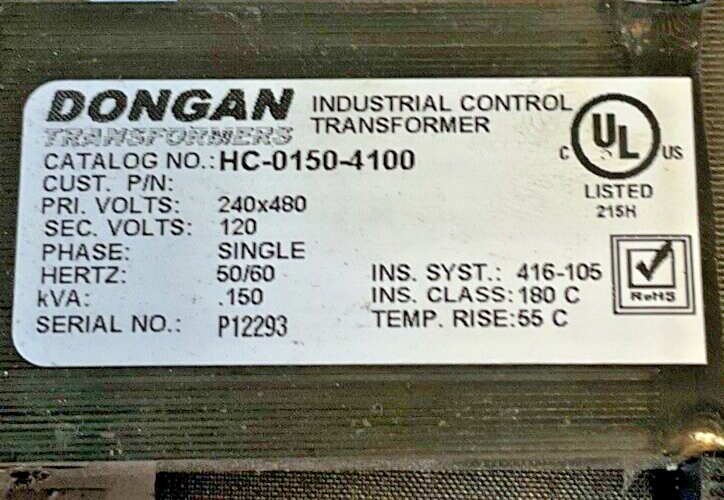 DONGAN
TRANSFORMERS
INDUSTRIAL CONTROL
TRANSFORMER
CATALOG NO.: HC-0150-4100
CUST. P/N:
PRI. VOLTS: 240x480
SEC. VOLTS: 120
PHASE: SINGLE
HERTZ: 50/60
kVA: .150
SERIAL NO.: P12293
INS. SYST.: 416-105
INS. CLASS: 180 C
TEMP. RISE: 55 C
C UL US
LISTED
215H
RoHS